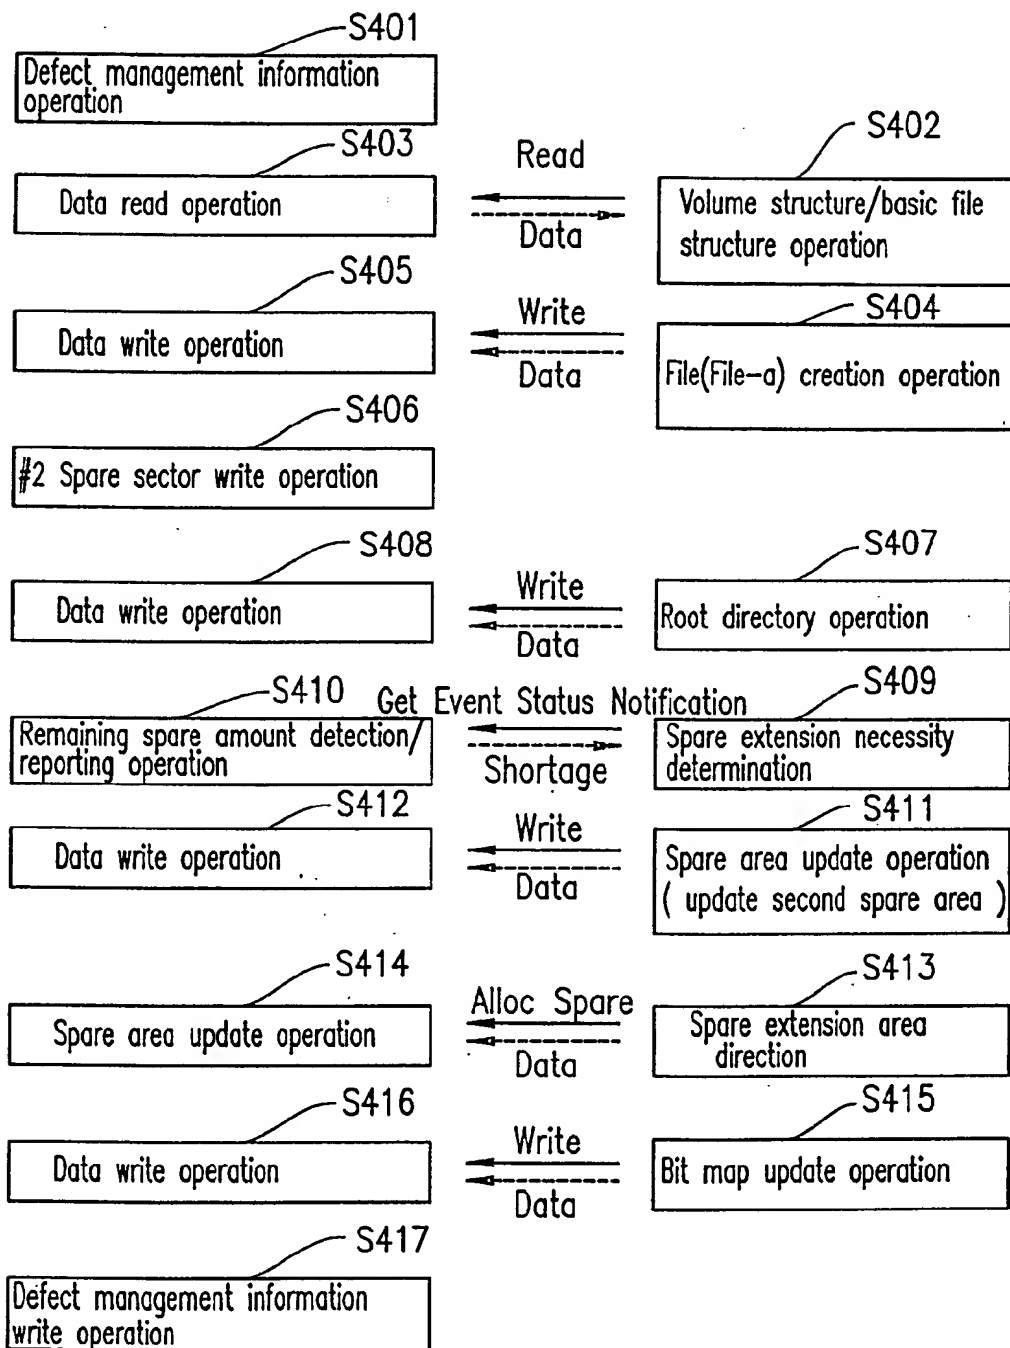 S401
Defect management information
operation
S403
Read
S402
Data read operation
Data
Volume structure/basic file
structure operation
S405
Write
S404
Data write operation
Data
File(File-a) creation operation
S406
#2 Spare sector write operation
S408
S407
Write
Data write operation
Data
Root directory operation
S410
Get Event Status Notification
S409
Remaining spare amount detection/
reporting operation
Shortage
Spare extension necessity
determination
S412
S411
Write
Data write operation
Data
Spare area update operation
( update second spare area )
S414
S413
Alloc Spare
Spare area update operation
Data
Spare extension area
direction
S416
S415
Write
Data write operation
Data
Bit map update operation
S417
Defect management information
write operation